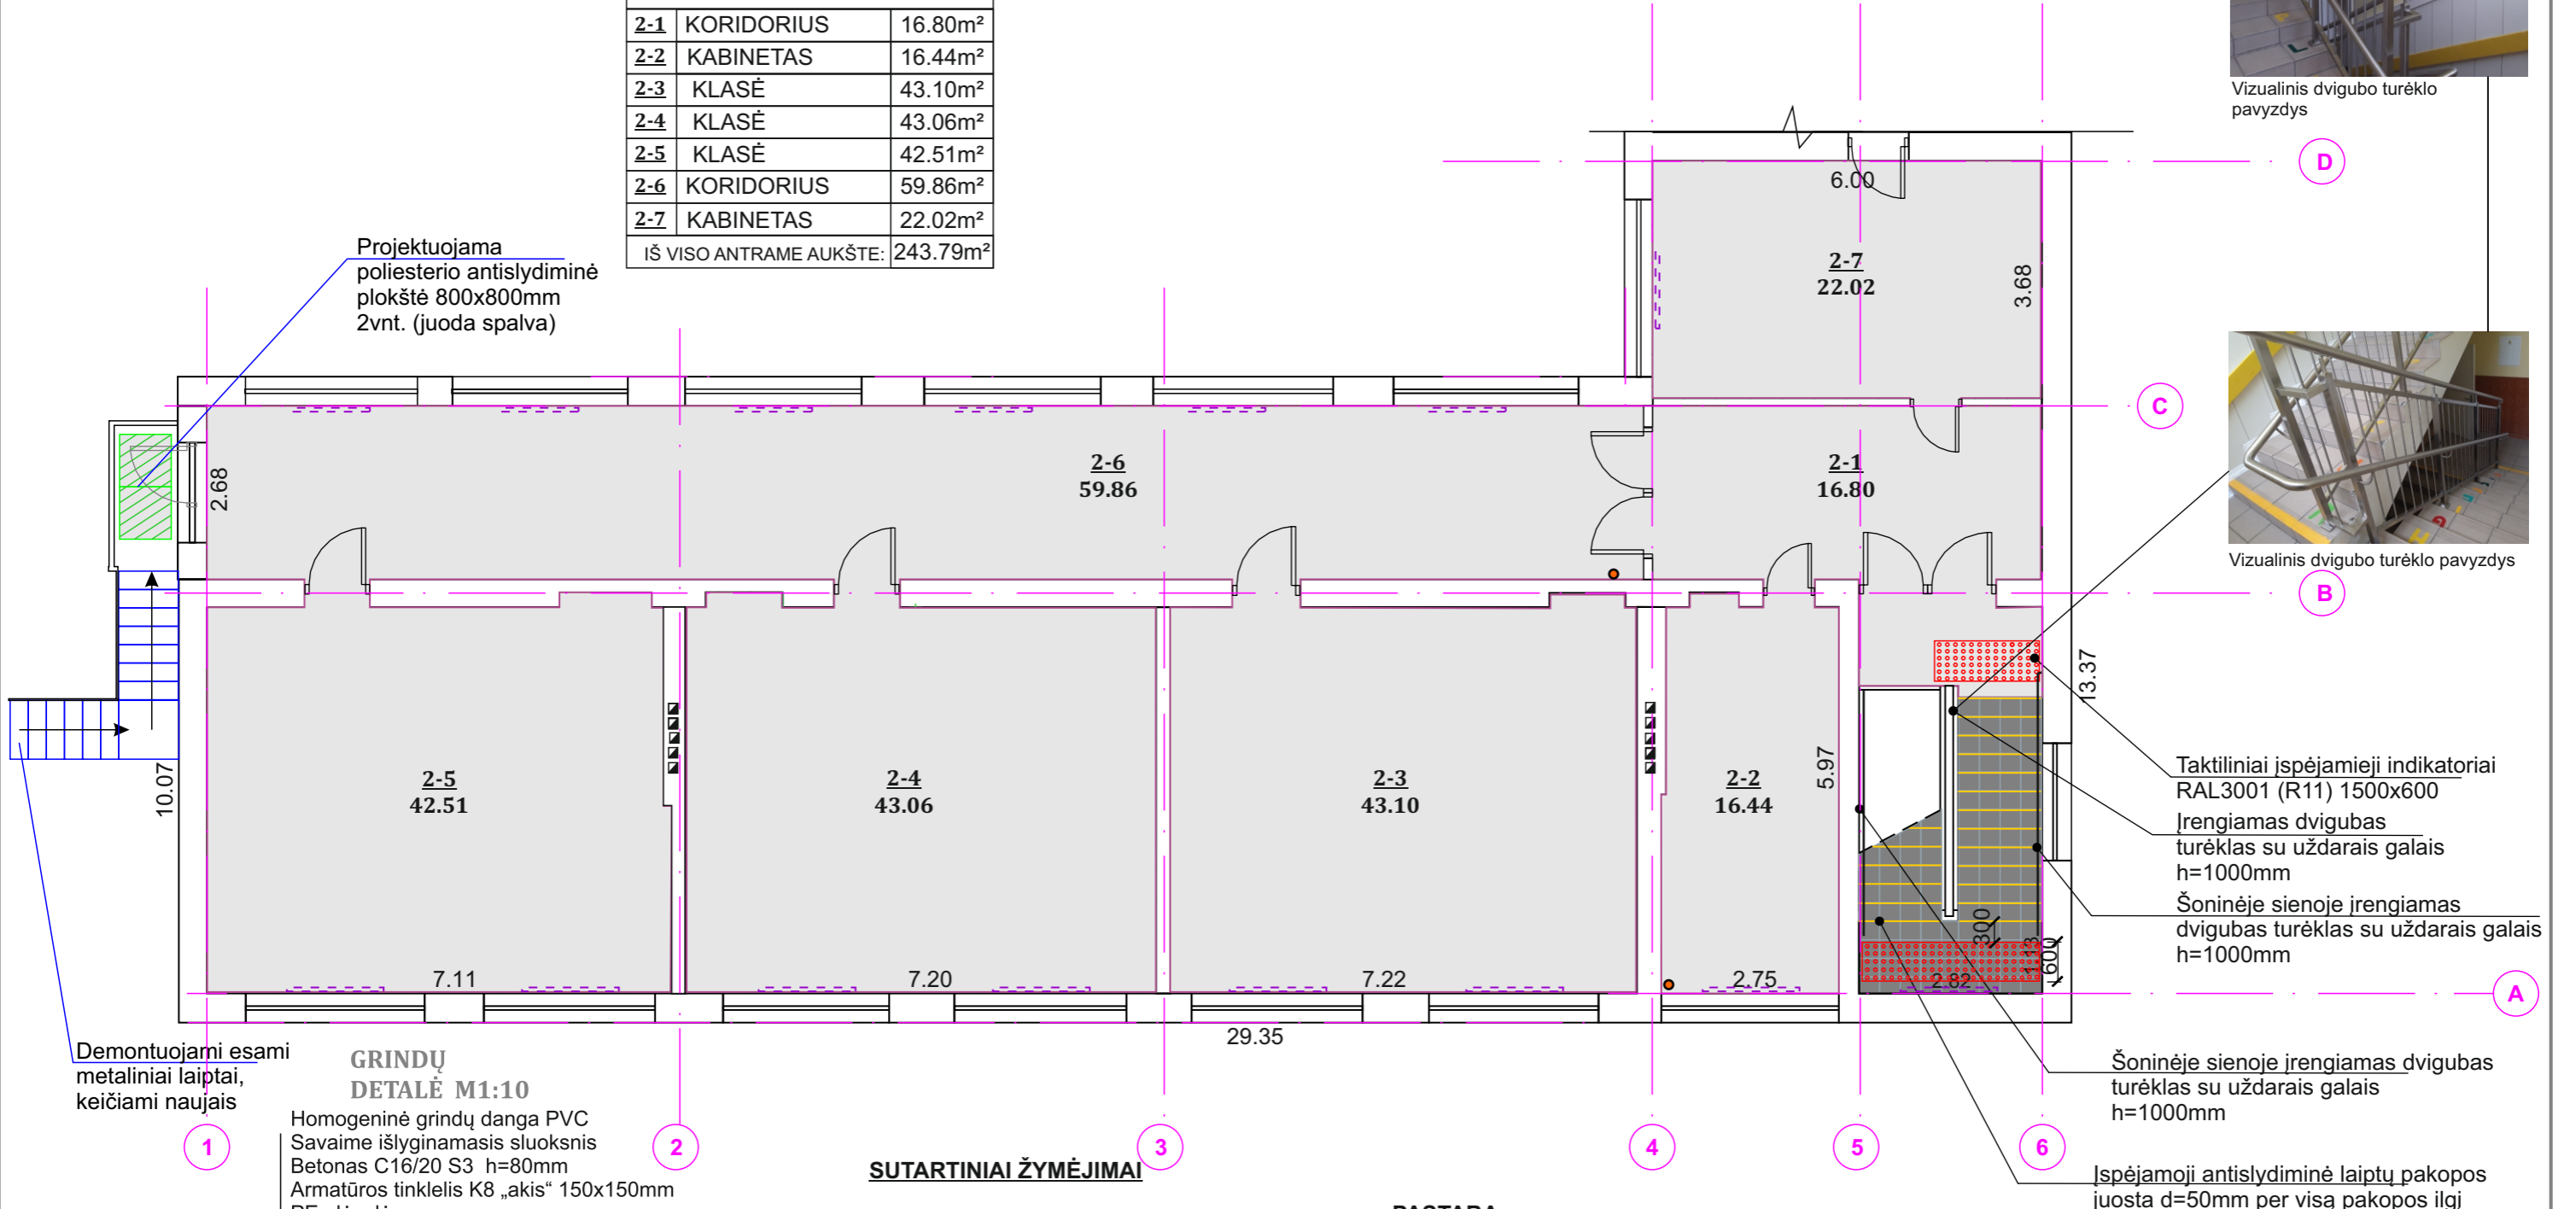 2-1 KORIDORIUS 16.80m²
2-2 KABINETAS 16.44m²
2-3 KLASĖ 43.10m²
2-4 KLASĖ 43.06m²
2-5 KLASĖ 42.51m²
2-6 KORIDORIUS 59.86m²
2-7 KABINETAS 22.02m²
IŠ VISO ANTRAME AUKŠTE: 243.79m²
Vizualinis dvigubo turėklo
pavyzdys
Projektuojama
poliesterio antislydiminė
plokštė 800x800mm
2vnt. (juoda spalva)
D
6.00
2-7
22.02
3.68
C
2.68
2-6
59.86
2-1
16.80
Vizualinis dvigubo turėklo pavyzdys
B
13.37
10.07
2-5
42.51
2-4
43.06
2-3
43.10
2-2
16.44
5.97
Taktiliniai įspėjamieji indikatoriai
RAL3001 (R11) 1500x600
Įrengiamas dvigubas
turėklas su uždarais galais
h=1000mm
Šoninėje sienoje įrengiamas
dvigubas turėklas su uždarais galais
h=1000mm
300
600
7.11
7.20
7.22
2.75
2.82
A
29.35
Demontuojami esami
metaliniai laiptai,
keičiami naujais
Šoninėje sienoje įrengiamas dvigubas
turėklas su uždarais galais
h=1000mm
GRINDŲ
DETALĖ M1:10
Homogeninė grindų danga PVC
Savaime išlyginamasis sluoksnis
Betonas C16/20 S3 h=80mm
Armatūros tinklelis K8 „akis“ 150x150mm
1
2
3
4
5
6
SUTARTINIAI ŽYMĖJIMAI
Įspėjamoji antislydiminė laiptų pakopos
juosta d=50mm per visą pakopos ilgį